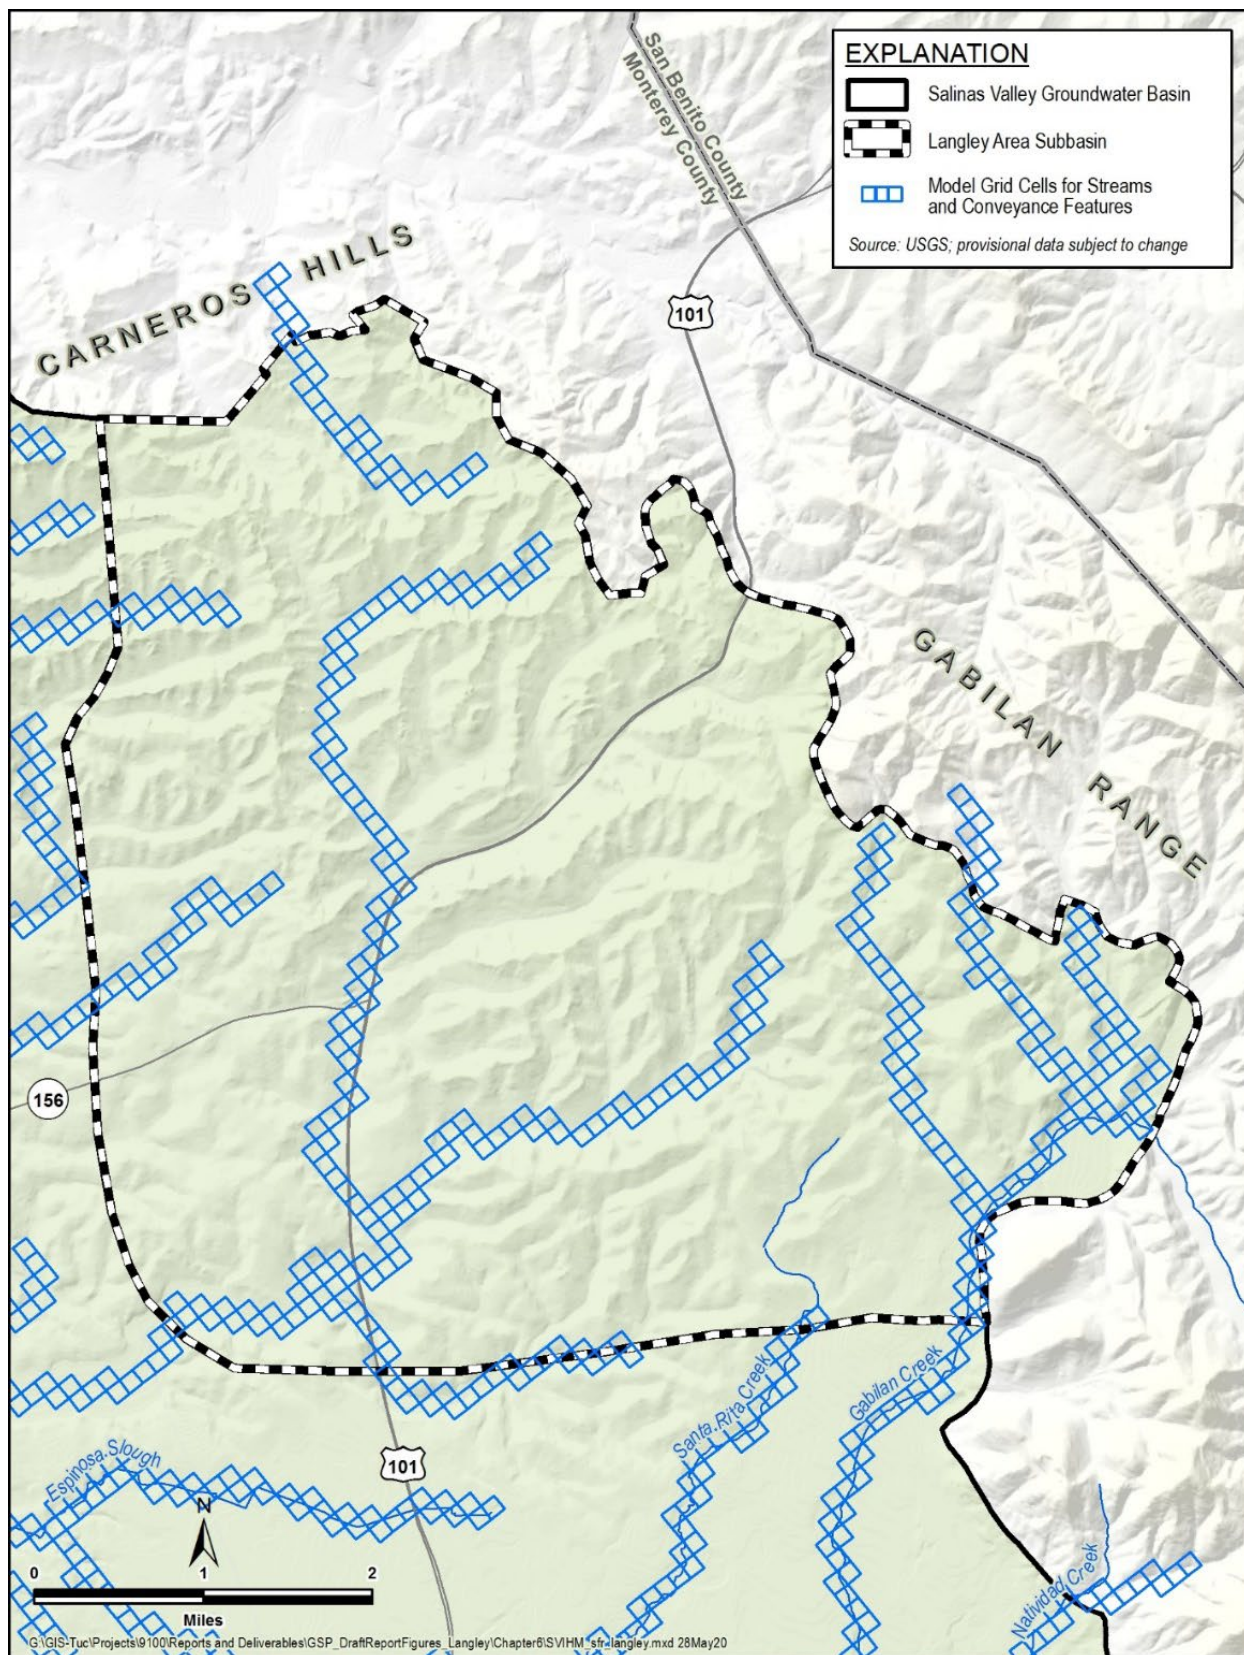 EXPLANATION
Salinas Valley Groundwater Basin
Langley Area Subbasin
Model Grid Cells for Streams
and Conveyance Features
Source: USGS; provisional data subject to change
San Benito County
Monterey County
CARNEROS HILLS
101
GABILAN RANGE
156
Santa Rita Creek
Gabilan Creek
101
Espinosa Slough
N
Natividad Creek
0 1 2
Miles
G:\GIS-Tuc\Projects\9100\Reports and Deliverables\GSP_DraftReportFigures_Langley\Chapter6\SVIHM_sfr_langley.mxd 28May20